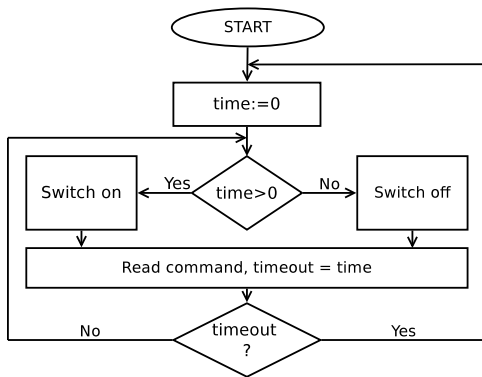 START
time:=0
Yes
No
Switch on
time>0
Switch off
Read command, timeout = time
timeout
?
No
Yes